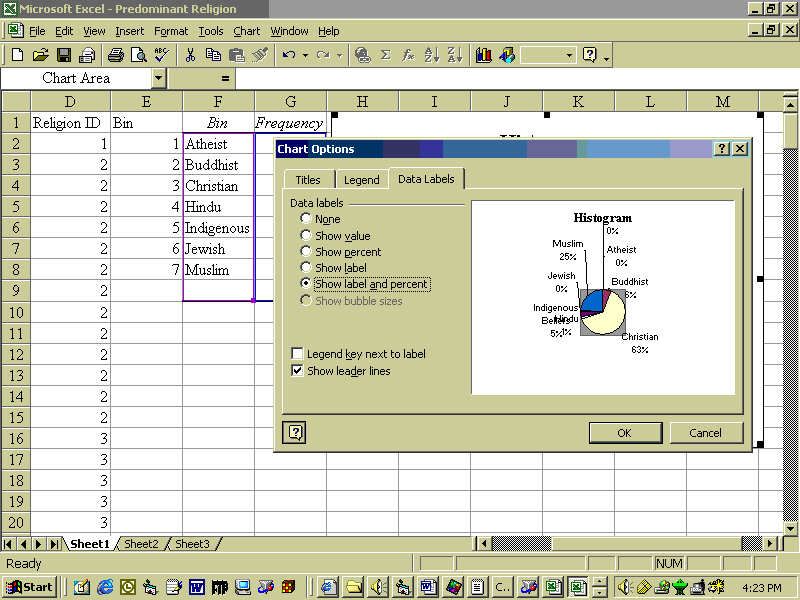 Microsoft Excel - Predominant Religion
File Edit View Insert Format Tools Chart Window Help
Chart Area =
D E F G H I J K L M
1 Religion ID Bin Bin Frequency
2 1 1 Atheist
3 2 2 Buddhist
4 2 3 Christian
5 2 4 Hindu
6 2 5 Indigenous
7 2 6 Jewish
8 2 7 Muslim
9 2
10 2
11 2
12 2
13 2
14 2
15 2
16 3
17 3
18 3
19 3
20 3
Chart Options
Titles Legend Data Labels
Data labels
None
Show value
Show percent
Show label
Show label and percent
Show bubble sizes
Legend key next to label
Show leader lines
Histogram
0%
Muslim
25%
Atheist
0%
Jewish
0%
Buddhist
6%
Indigenous
Hindu
5% 1%
Christian
63%
OK Cancel
Sheet1 Sheet2 Sheet3
Ready NUM
Start 4:23 PM